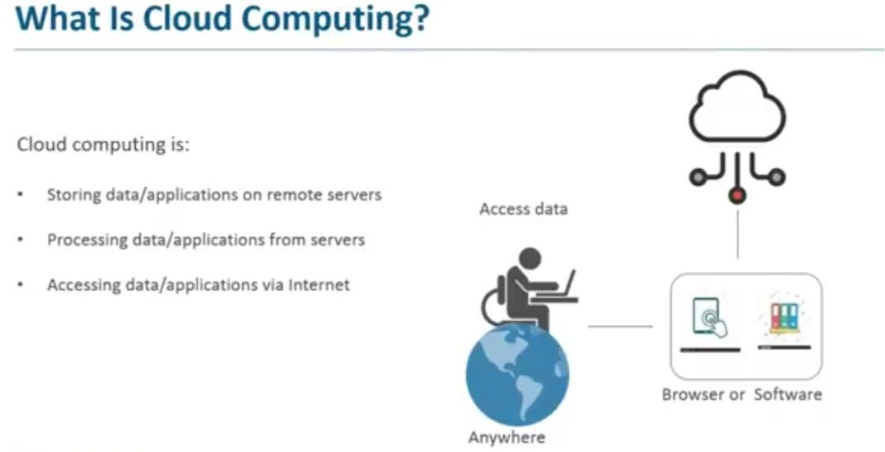 What Is Cloud Computing?
Cloud computing is:
• Storing data/applications on remote servers
• Processing data/applications from servers
• Accessing data/applications via Internet
Access data
Browser or Software
Anywhere